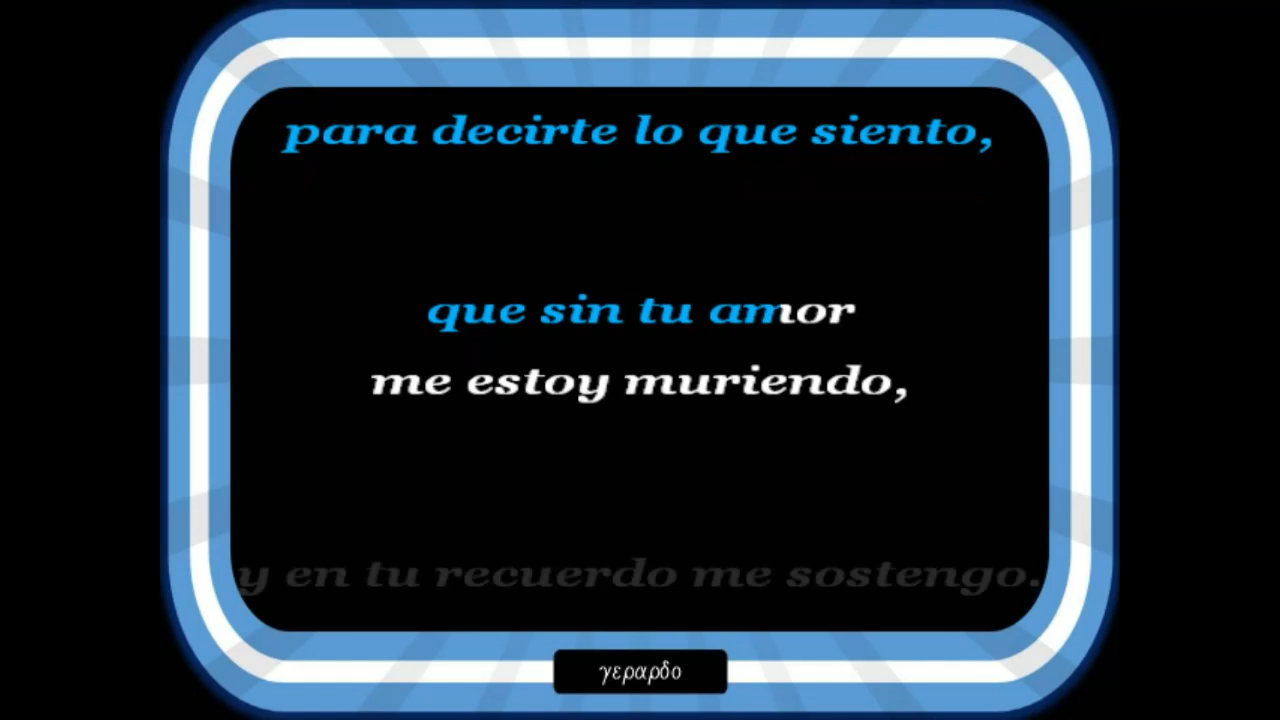 para decirte lo que siento,
que sin tu amor
me estoy muriendo,
y en tu recuerdo me sostengo.
γεραρδο